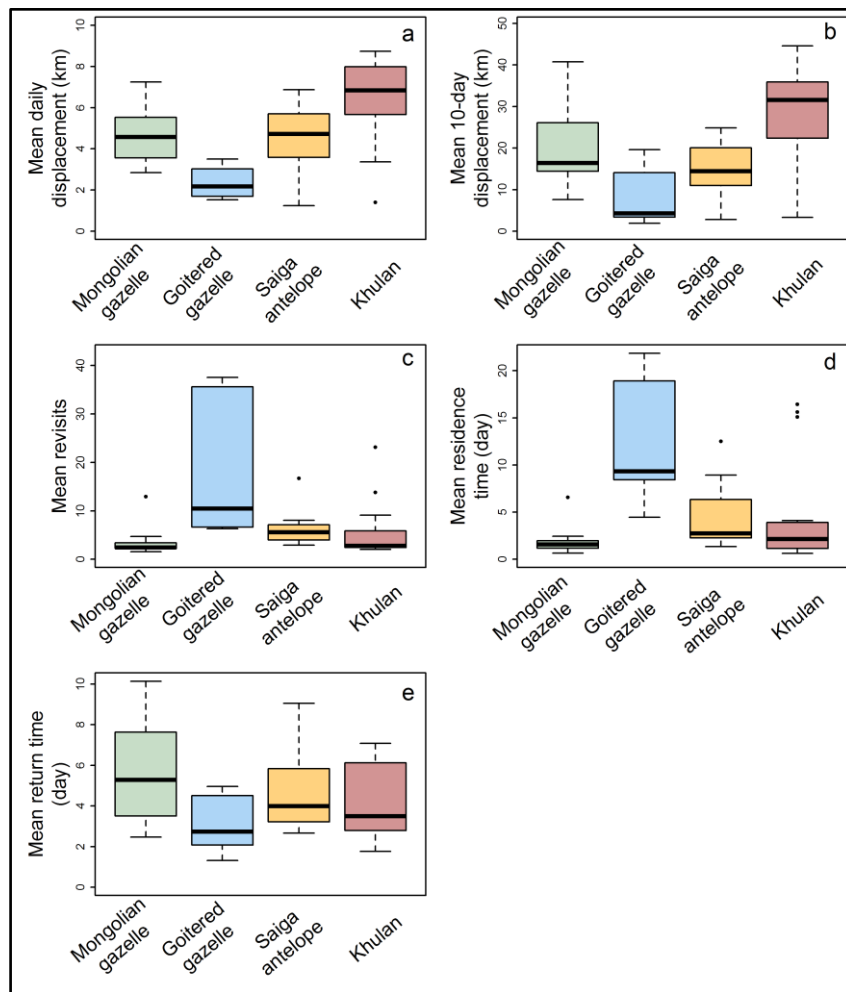 a
Mean daily
displacement (km)
0 2 4 6 8 10
Mongolian
gazelle
Goitered
gazelle
Saiga
antelope
Khulan
b
Mean 10-day
displacement (km)
0 10 20 30 40 50
Mongolian
gazelle
Goitered
gazelle
Saiga
antelope
Khulan
c
Mean revisits
0 10 20 30 40
Mongolian
gazelle
Goitered
gazelle
Saiga
antelope
Khulan
d
Mean residence
time (day)
0 5 10 15 20
Mongolian
gazelle
Goitered
gazelle
Saiga
antelope
Khulan
e
Mean return time
(day)
0 2 4 6 8 10
Mongolian
gazelle
Goitered
gazelle
Saiga
antelope
Khulan